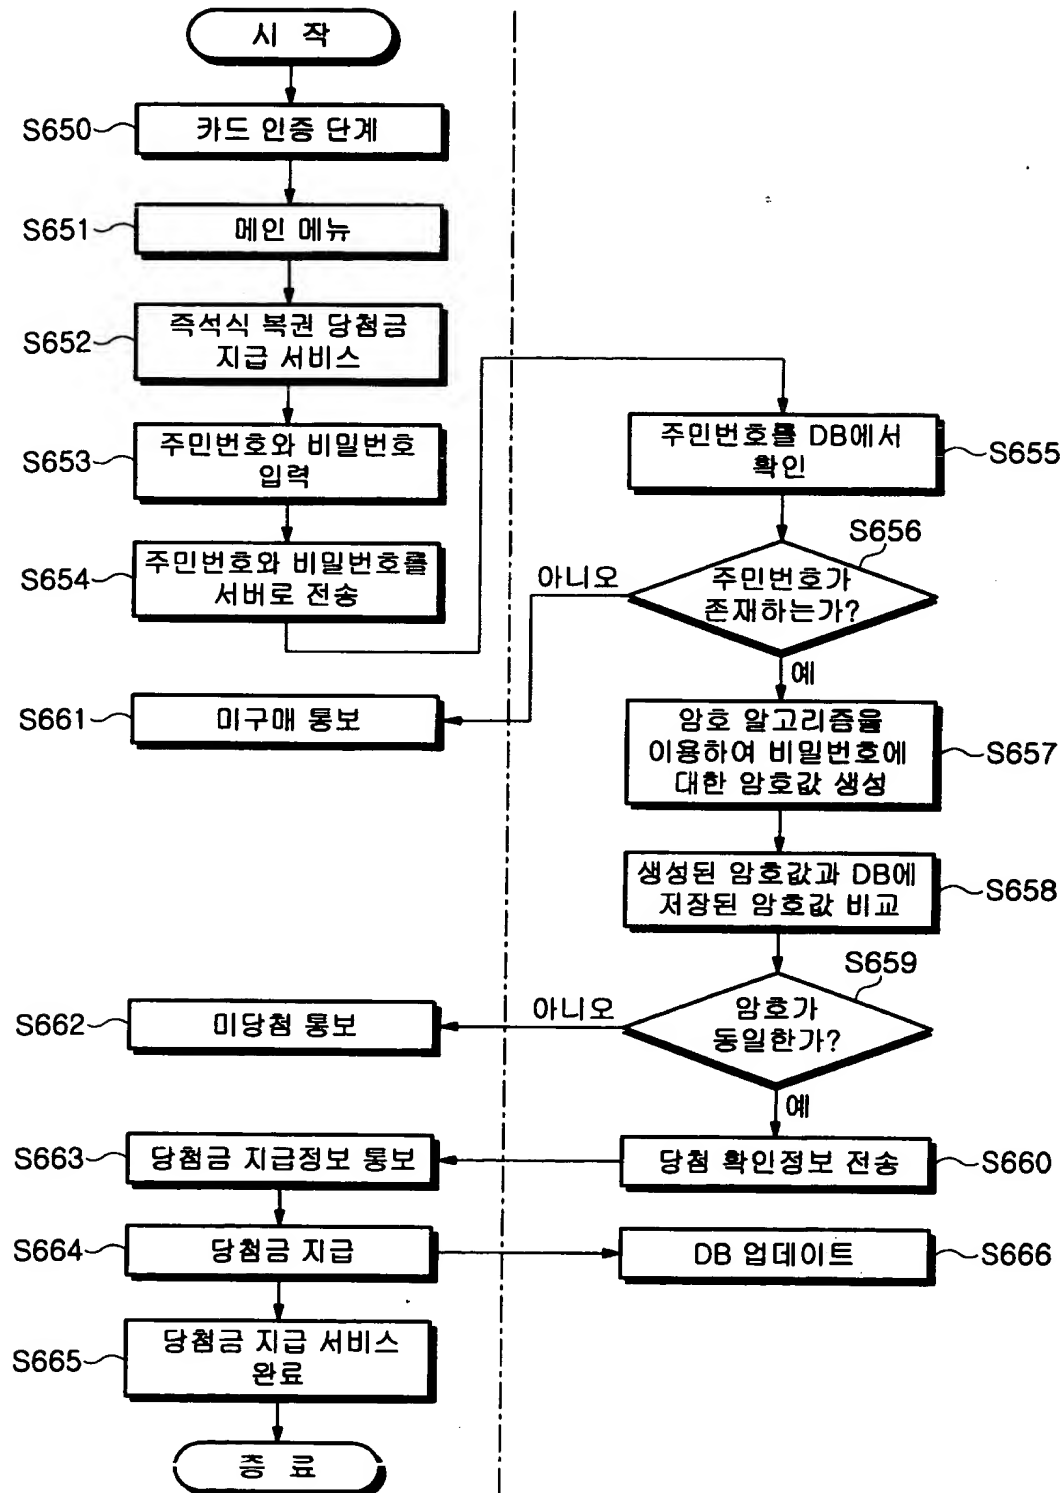 시 작
S650
카드 인증 단계
S651
메인 메뉴
S652
즉석식 복권 당첨금
지급 서비스
S653
주민번호와 비밀번호
입력
S654
주민번호와 비밀번호를
서버로 전송
주민번호를 DB에서
확인
S655
S656
주민번호가
존재하는가?
아니오
예
S661
미구매 통보
암호 알고리즘을
이용하여 비밀번호에
대한 암호값 생성
S657
생성된 암호값과 DB에
저장된 암호값 비교
S658
S659
암호가
동일한가?
아니오
예
S662
미당첨 통보
S663
당첨금 지급정보 통보
당첨 확인정보 전송
S660
S664
당첨금 지급
DB 업데이트
S666
S665
당첨금 지급 서비스
완료
종 료